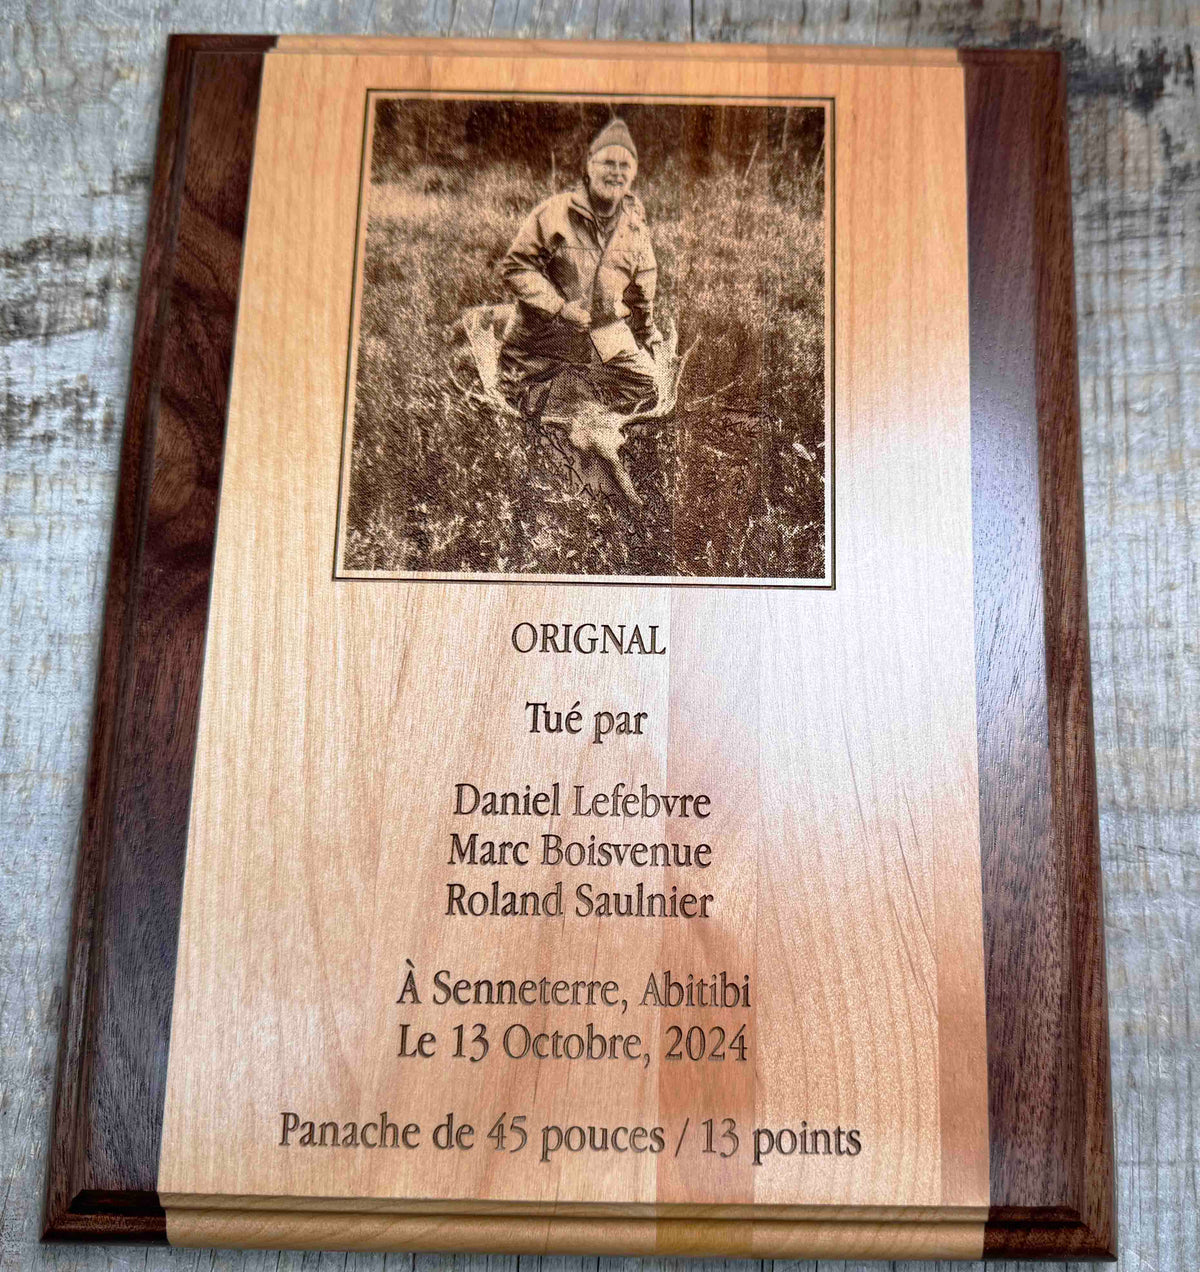 ORIGNAL
Tué par
Daniel Lefebvre
Marc Boisvenue
Roland Saulnier
À Senneterre, Abitibi
Le 13 Octobre, 2024
Panache de 45 pouces / 13 points